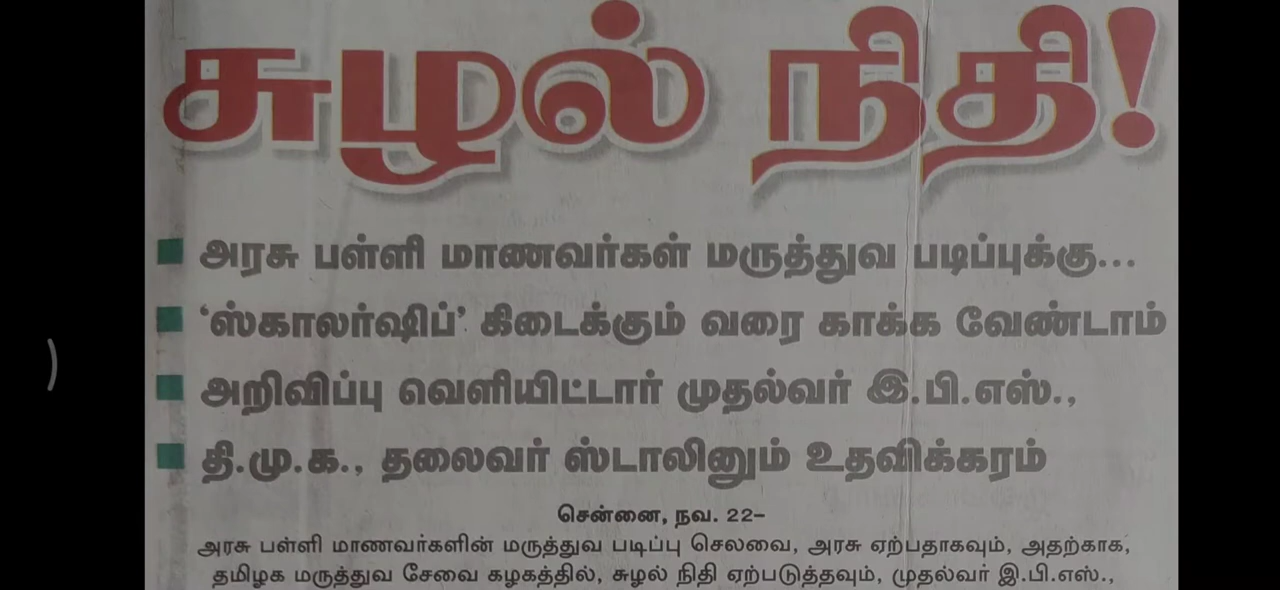 சுழல் நிதி!
அரசு பள்ளி மாணவர்கள் மருத்துவ படிப்புக்கு...
‘ஸ்காலர்ஷிப்’ கிடைக்கும் வரை காக்க வேண்டாம்
அறிவிப்பு வெளியிட்டார் முதல்வர் இ.பி.எஸ்.,
தி.மு.க., தலைவர் ஸ்டாலினும் உதவிக்கரம்
சென்னை, நவ. 22–
அரசு பள்ளி மாணவர்களின் மருத்துவ படிப்பு செலவை, அரசு ஏற்பதாகவும், அதற்காக,
தமிழக மருத்துவ சேவை கழகத்தில், சுழல் நிதி ஏற்படுத்தவும், முதல்வர் இ.பி.எஸ்.,